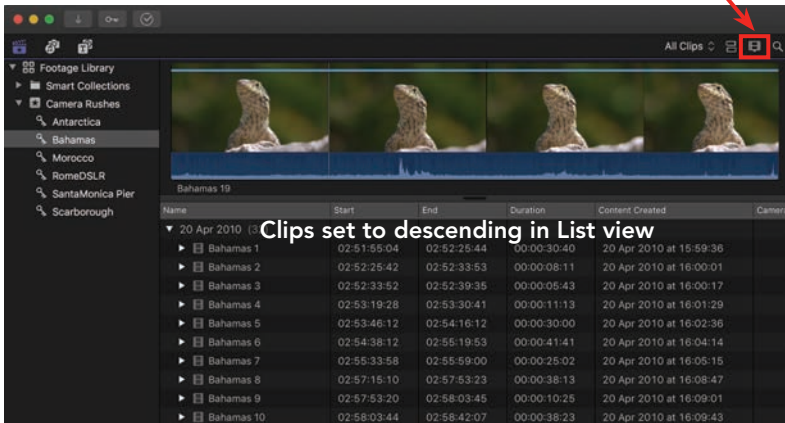 All Clips
Footage Library
Smart Collections
Camera Rushes
Antarctica
Bahamas
Morocco
RomeDSLR
SantaMonica Pier
Scarborough
Bahamas 19
Name Start End Duration Content Created Camera
20 Apr 2010
Clips set to descending in List view
Bahamas 1 02:51:55:04 02:52:25:44 00:00:30:40 20 Apr 2010 at 15:59:36
Bahamas 2 02:52:25:42 02:52:33:53 00:00:08:11 20 Apr 2010 at 16:00:01
Bahamas 3 02:52:33:52 02:52:39:35 00:00:05:43 20 Apr 2010 at 16:00:17
Bahamas 4 02:53:19:28 02:53:30:41 00:00:11:13 20 Apr 2010 at 16:01:29
Bahamas 5 02:53:46:12 02:54:16:12 00:00:30:00 20 Apr 2010 at 16:02:36
Bahamas 6 02:54:38:12 02:55:19:53 00:00:41:41 20 Apr 2010 at 16:04:14
Bahamas 7 02:55:33:58 02:55:59:00 00:00:25:02 20 Apr 2010 at 16:05:15
Bahamas 8 02:57:15:10 02:57:53:23 00:00:38:13 20 Apr 2010 at 16:08:47
Bahamas 9 02:57:53:20 02:58:03:45 00:00:10:25 20 Apr 2010 at 16:09:01
Bahamas 10 02:58:03:44 02:58:42:07 00:00:38:23 20 Apr 2010 at 16:09:43